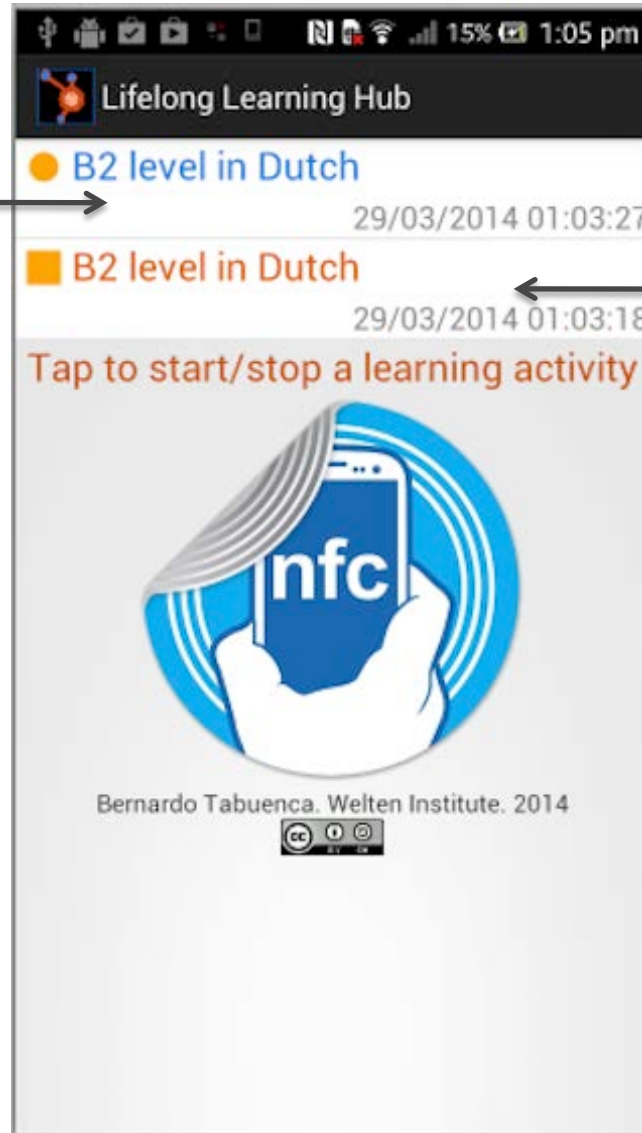 15% 1:05 pm
Lifelong Learning Hub
B2 level in Dutch
29/03/2014 01:03:27
B2 level in Dutch
29/03/2014 01:03:18
Tap to start/stop a learning activity
nfc
Bernardo Tabuenca. Welten Institute. 2014
cc